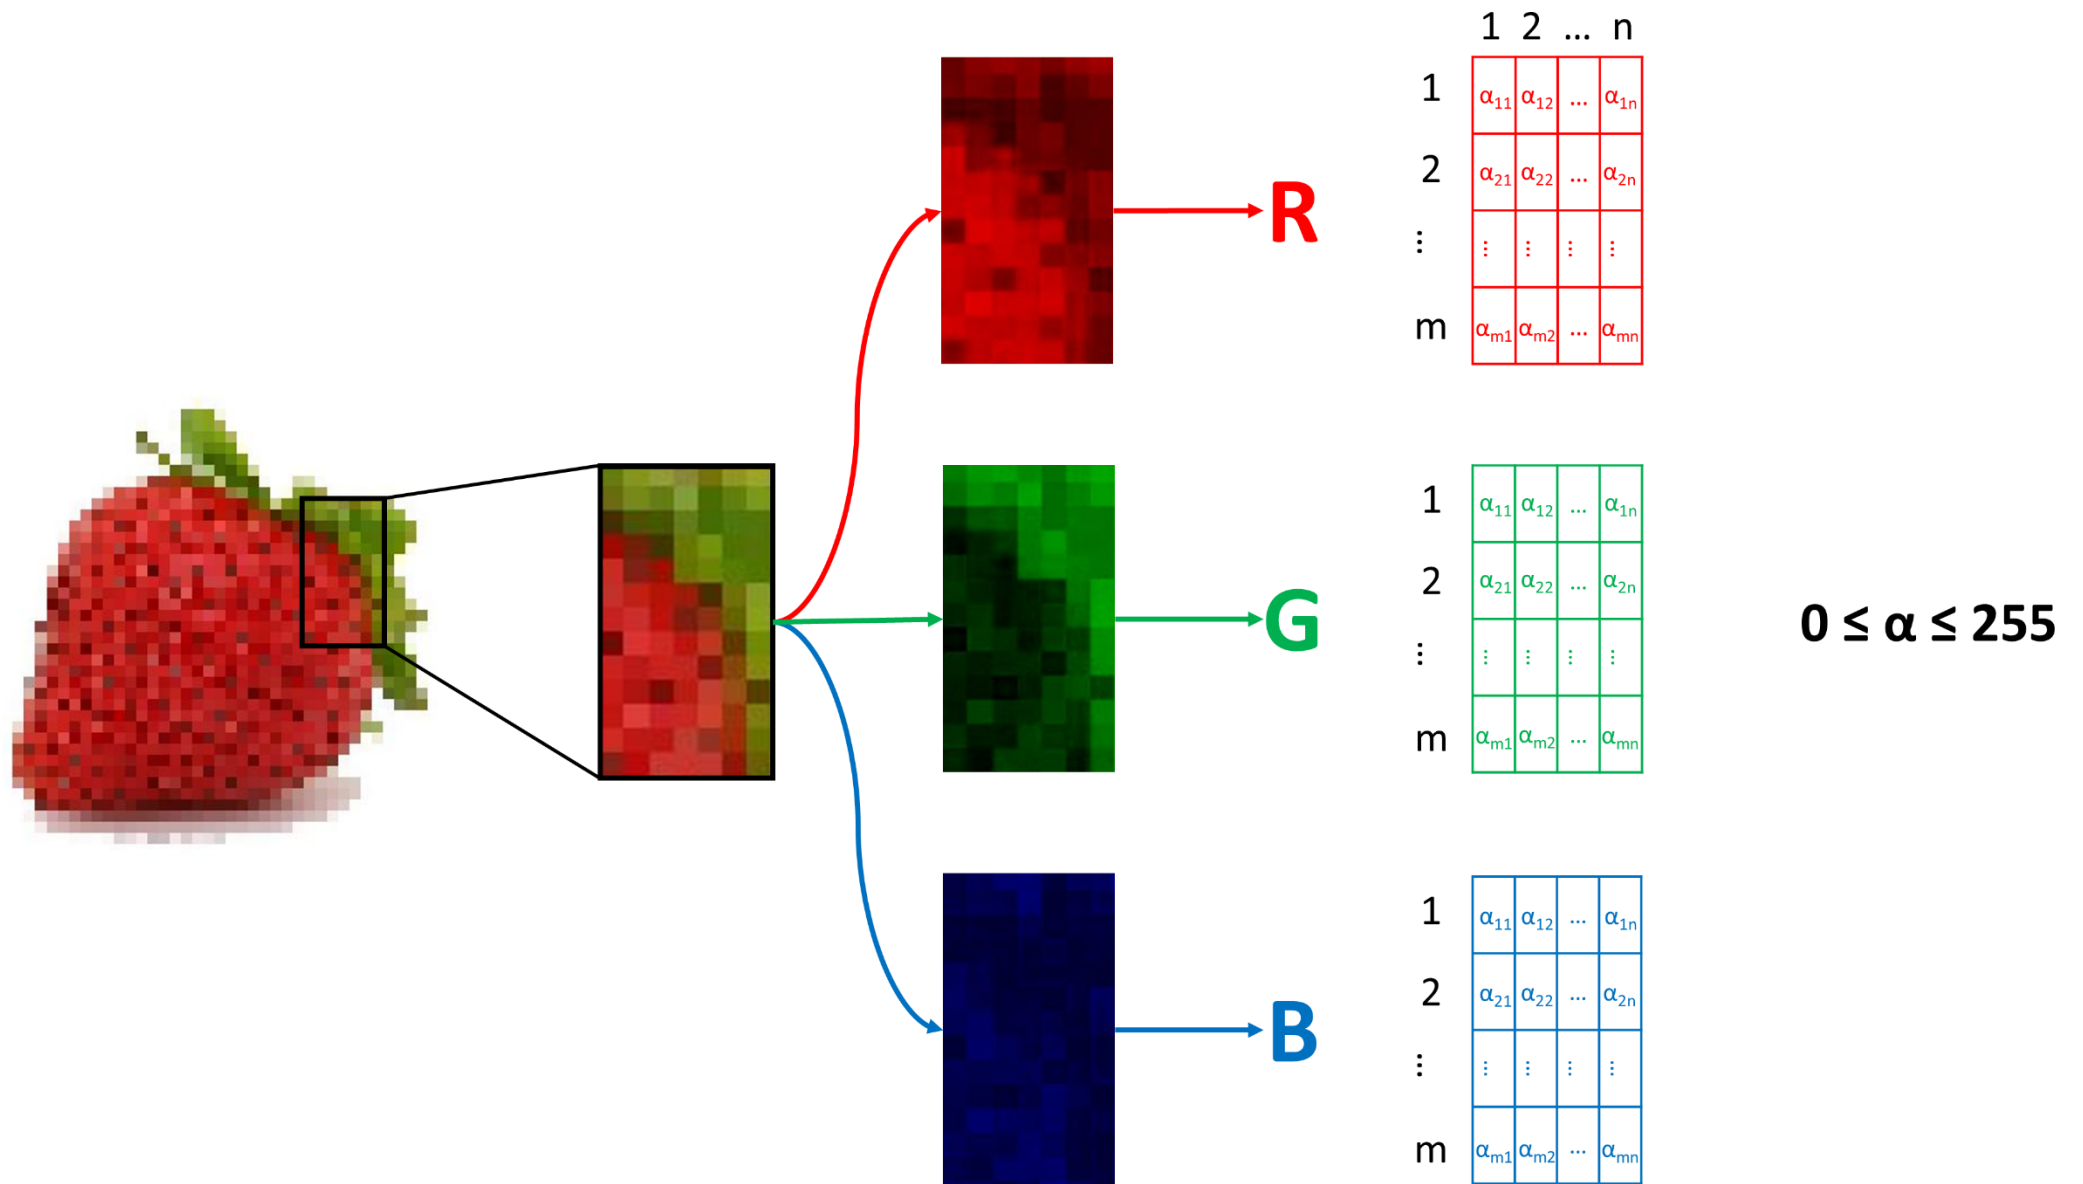 1 2 ... n
1 α11 α12 ... α1n
2 α21 α22 ... α2n
⋮ ⋮ ⋮ ⋮ ⋮
m αm1 αm2 ... αmn
R
1 α11 α12 ... α1n
2 α21 α22 ... α2n
⋮ ⋮ ⋮ ⋮ ⋮
m αm1 αm2 ... αmn
G
0 ≤ α ≤ 255
1 α11 α12 ... α1n
2 α21 α22 ... α2n
⋮ ⋮ ⋮ ⋮ ⋮
m αm1 αm2 ... αmn
B